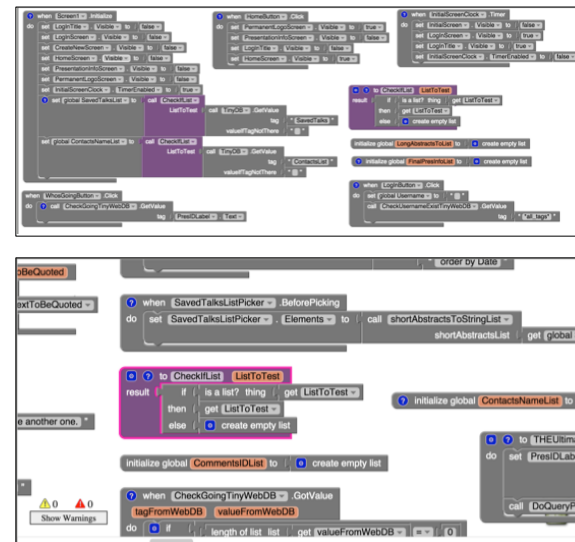 when Screen1 .Initialize
do set LoginTitle . Visible to false
set LoginScreen . Visible to false
set CreateNewScreen . Visible to false
set HomeScreen . Visible to false
set PresentationInfoScreen . Visible to false
set PermanentLogoScreen . Visible to false
set InitialScreenClock . TimerEnabled to true
set global SavedTalksList to call CheckIfList
ListToTest call TinyDB .GetValue
tag " SavedTalks "
valueIfTagNotThere " "
set global ContactsNameList to call CheckIfList
ListToTest call TinyDB .GetValue
tag " ContactsList "
valueIfTagNotThere " "
when WhosGoingButton .Click
do call CheckGoingTinyWebDB .GetValue
tag PresIDLabel . Text
when HomeButton .Click
do set PermanentLogoScreen . Visible to true
set PresentationInfoScreen . Visible to false
set LoginTitle . Visible to false
set HomeScreen . Visible to true
when InitialScreenClock .Timer
do set InitialScreen . Visible to false
set LoginScreen . Visible to true
set LoginTitle . Visible to true
set InitialScreenClock . TimerEnabled to false
to CheckIfList ListToTest
result if is a list? thing get ListToTest
then get ListToTest
else create empty list
initialize global LongAbstractsToList to create empty list
initialize global FinalPresInfoList to create empty list
when LogInButton .Click
do set global Username to " "
call CheckUsernameExistTinyWebDB .GetValue
tag " all_tags "
oBeQuoted
extToBeQuoted
e another one. "
0 0
Show Warnings
" order by Date "
when SavedTalksListPicker .BeforePicking
do set SavedTalksListPicker . Elements to call shortAbstractsToStringList
shortAbstractsList get global
to CheckIfList ListToTest
result if is a list? thing get ListToTest
then get ListToTest
else create empty list
initialize global ContactsNameList to
initialize global CommentsIDList to create empty list
to THEUltima
do set PresIDLab
call DoQueryP
when CheckGoingTinyWebDB .GotValue
tagFromWebDB valueFromWebDB
do if length of list list get valueFromWebDB = 0